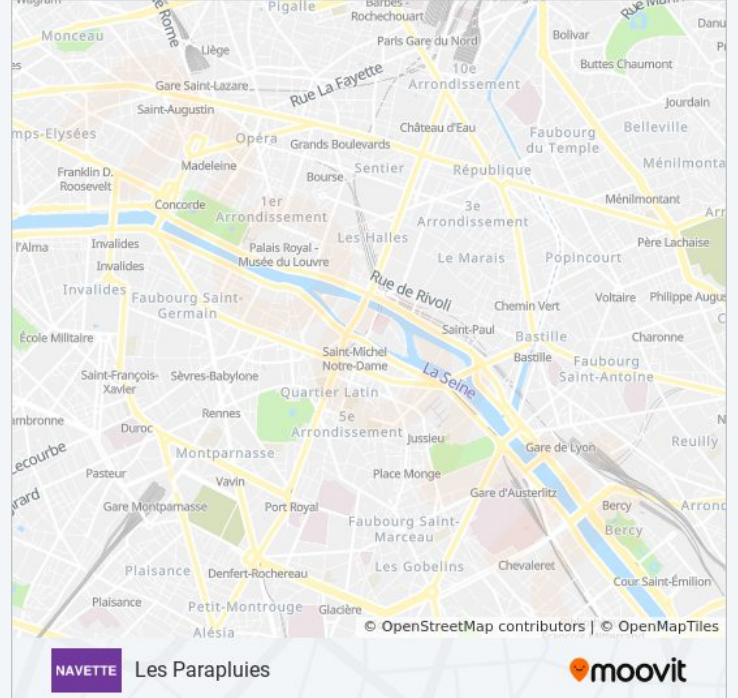 Pigalle
Barbès -
Rochechouart
Rue
Monceau
Rome
Liège
Paris Gare du Nord
Bolivar
Danu
10e
Arrondissement
Buttes Chaumont
Gare Saint-Lazare
Rue La Fayette
Saint-Augustin
Jourdain
mps-Elysées
Opéra
Grands Boulevards
Château d'Eau
Faubourg
du Temple
Belleville
Madeleine
Sentier
République
Ménilmonta
Franklin D.
Roosevelt
Bourse
Concorde
1er
Arrondissement
3e
Arrondissement
Ménilmontant
Arr
l'Alma
Invalides
Palais Royal -
Musée du Louvre
Les Halles
Père Lachaise
Invalides
Le Marais
Popincourt
Invalides
Faubourg Saint-
Germain
Rue de Rivoli
Chemin Vert
Voltaire
Philippe Augus
École Militaire
Saint-Paul
Bastille
Charonne
Saint-Michel
Notre-Dame
Bastille
Faubourg
Saint-Antoine
Saint-François-
Xavier
Sèvres-Babylone
La Seine
Quartier Latin
ambronne
Rennes
5e
Arrondissement
Duroc
Jussieu
Gare de Lyon
Reuilly
ecourbe
Montparnasse
Pasteur
Vavin
Place Monge
Gare d'Austerlitz
Gare Montparnasse
Port Royal
Bercy
Arrond
Faubourg Saint-
Marceau
Bercy
Plaisance
Denfert-Rochereau
Les Gobelins
Chevaleret
Cour Saint-Émilion
Plaisance
Petit-Montrouge
Glacière
Alésia
© OpenStreetMap contributors | © OpenMapTiles
NAVETTE
Les Parapluies
moovit